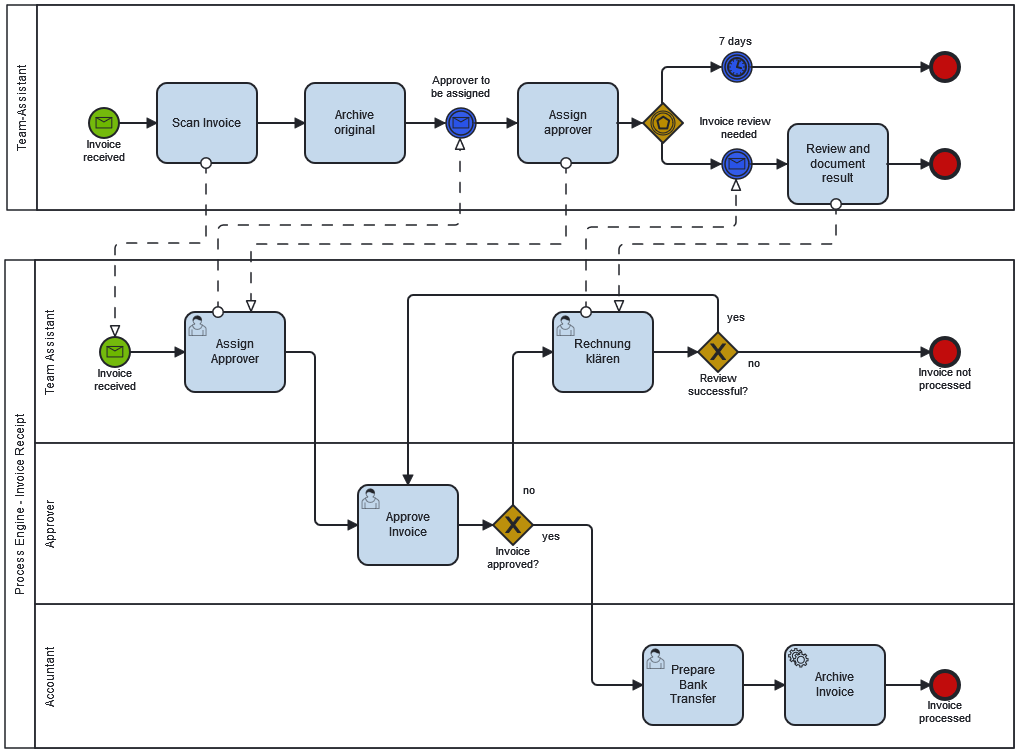 Team-Assistant
Invoice
received
Scan Invoice
Archive
original
Approver to
be assigned
Assign
approver
7 days
Invoice review
needed
Review and
document
result
Process Engine - Invoice Receipt
Team Assistant
Invoice
received
Assign
Approver
Rechnung
klären
yes
no
Review
successful?
Invoice not
processed
Approver
Approve
Invoice
no
yes
Invoice
approved?
Accountant
Prepare
Bank
Transfer
Archive
Invoice
Invoice
processed